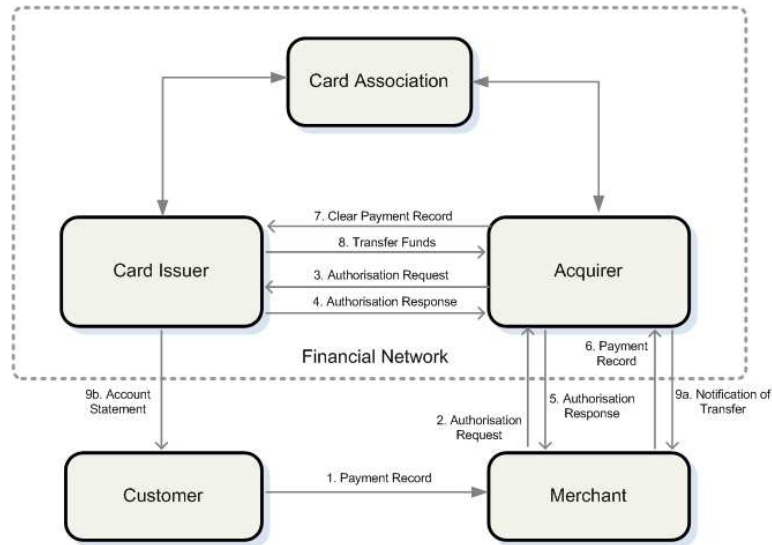 Card Association
7. Clear Payment Record
8. Transfer Funds
Card Issuer
3. Authorisation Request
Acquirer
4. Authorisation Response
Financial Network
6. Payment
Record
9b. Account
Statement
2. Authorisation
Request
5. Authorisation
Response
9a. Notification of
Transfer
Customer
1. Payment Record
Merchant